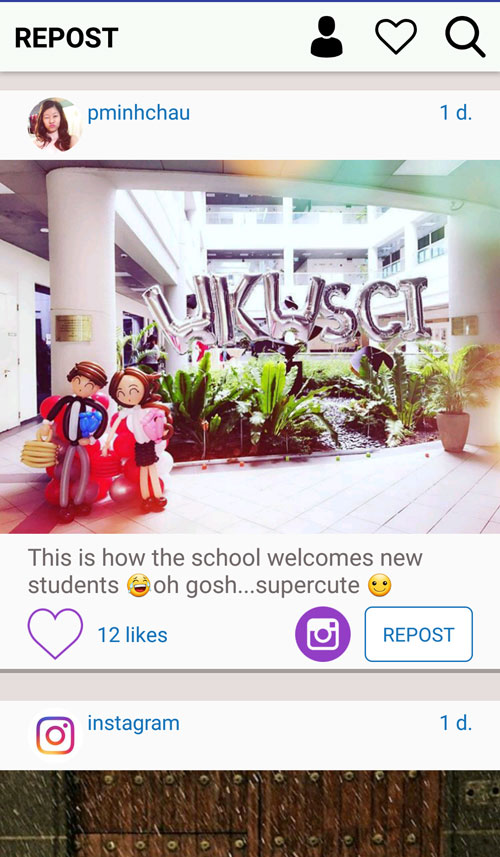 REPOST
pminhchau
1 d.
WKWSCI
This is how the school welcomes new
students 😂oh gosh...supercute 🙂
12 likes
REPOST
instagram
1 d.